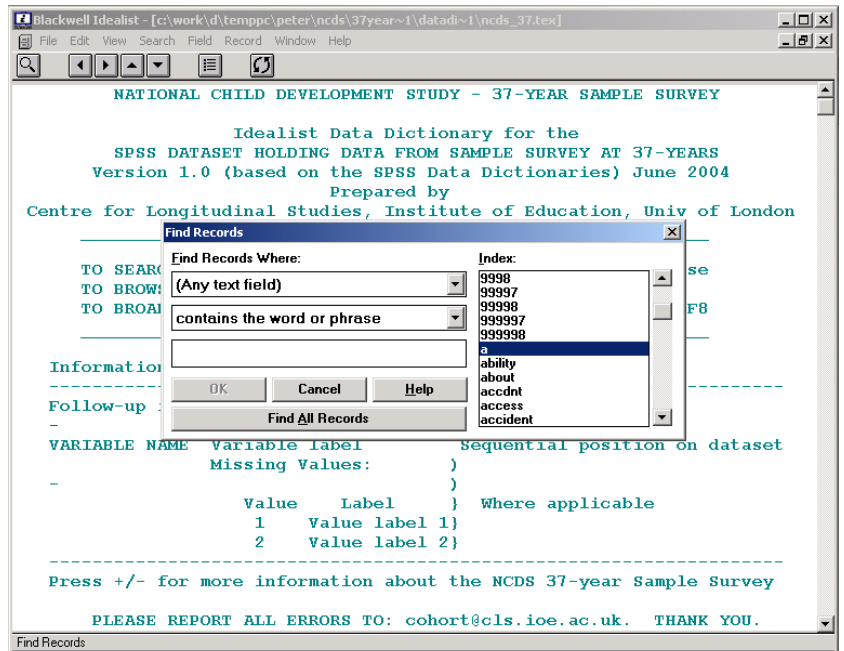 Blackwell Idealist - [c:\work\d\temppc\peter\ncds\37year~1\datadi~1\ncds_37.tex]
File Edit View Search Field Record Window Help
NATIONAL CHILD DEVELOPMENT STUDY - 37-YEAR SAMPLE SURVEY
Idealist Data Dictionary for the
SPSS DATASET HOLDING DATA FROM SAMPLE SURVEY AT 37-YEARS
Version 1.0 (based on the SPSS Data Dictionaries) June 2004
Prepared by
Centre for Longitudinal Studies, Institute of Education, Univ of London
Find Records
Find Records Where:
(Any text field)
contains the word or phrase
OK Cancel Help
Find All Records
Index:
9998
99997
99998
999997
999998
a
ability
about
accdnt
access
accident
TO
TO
TO
F8
Follow-up
VARIABLE NAME Variable label Sequential position on dataset
Missing Values: )
- )
Value Label } Where applicable
1 Value label 1}
2 Value label 2}
Press +/- for more information about the NCDS 37-year Sample Survey
PLEASE REPORT ALL ERRORS TO: cohort@cls.ioe.ac.uk. THANK YOU.
Find Records